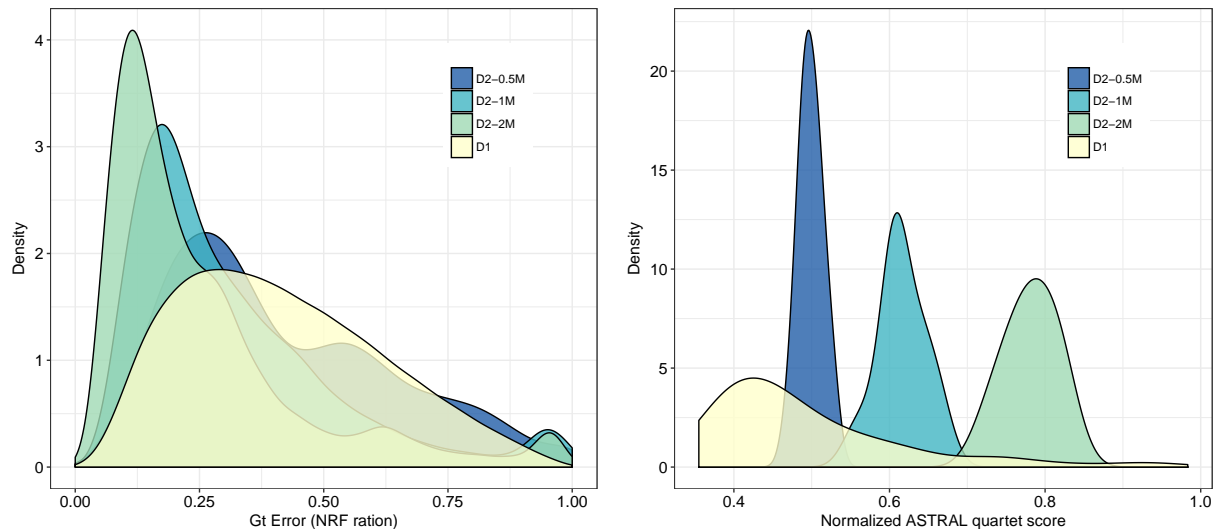 4
3
2
1
0
Density
0.00
0.25
0.50
0.75
1.00
Gt Error (NRF ration)
D2−0.5M
D2−1M
D2−2M
D1
20
15
10
5
0
Density
0.4
0.6
0.8
1.0
Normalized ASTRAL quartet score
D2−0.5M
D2−1M
D2−2M
D1